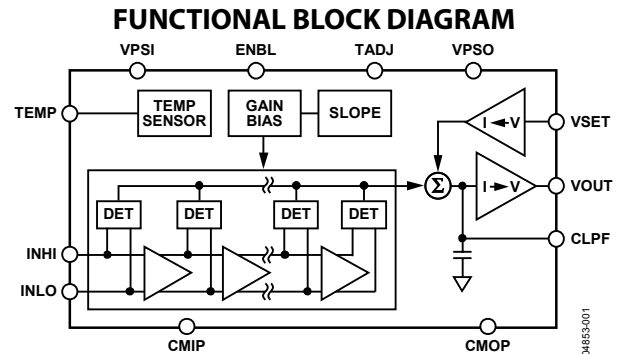 FUNCTIONAL BLOCK DIAGRAM
VPSI ENBL TADJ VPSO
TEMP
TEMP
SENSOR
GAIN
BIAS
SLOPE
I V
VSET
Σ
I V
VOUT
DET DET DET DET
CLPF
INHI
INLO
CMIP CMOP
04853-001